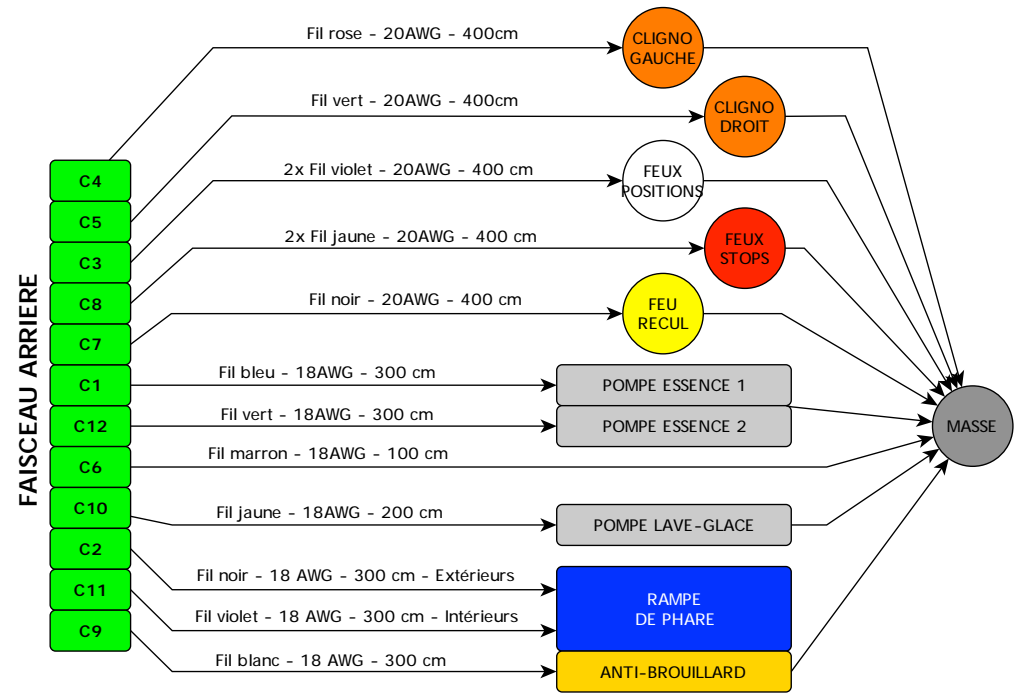 Fil rose - 20AWG - 400cm
CLIGNO
GAUCHE
Fil vert - 20AWG - 400cm
CLIGNO
DROIT
2x Fil violet - 20AWG - 400 cm
FEUX
POSITIONS
2x Fil jaune - 20AWG - 400 cm
FEUX
STOPS
Fil noir - 20AWG - 400 cm
FEU
RECUL
FAISCEAU ARRIERE
C4
C5
C3
C8
C7
C1
C12
C6
C10
C2
C11
C9
Fil bleu - 18AWG - 300 cm
POMPE ESSENCE 1
Fil vert - 18AWG - 300 cm
POMPE ESSENCE 2
MASSE
Fil marron - 18AWG - 100 cm
Fil jaune - 18AWG - 200 cm
POMPE LAVE-GLACE
Fil noir - 18 AWG - 300 cm - Extérieurs
Fil violet - 18 AWG - 300 cm - Intérieurs
RAMPE
DE PHARE
Fil blanc - 18 AWG - 300 cm
ANTI-BROUILLARD